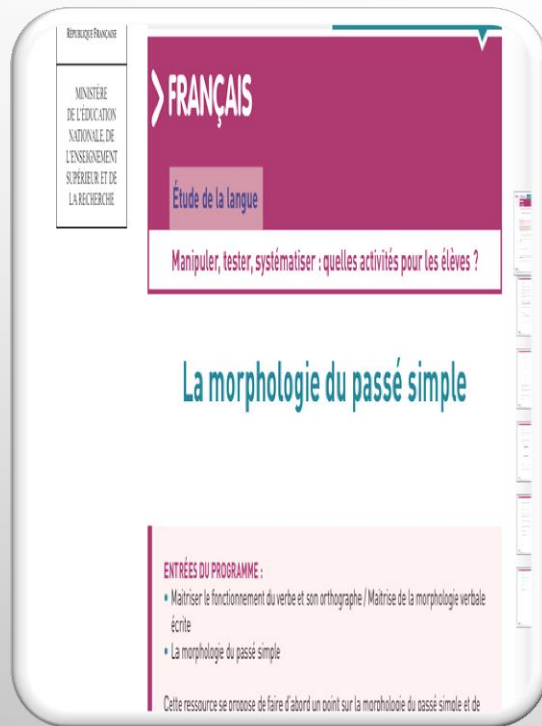 RÉPUBLIQUE FRANÇAISE
MINISTÈRE
DE L'ÉDUCATION
NATIONALE, DE
L'ENSEIGNEMENT
SUPÉRIEUR ET DE
LA RECHERCHE
FRANÇAIS
Étude de la langue
Manipuler, tester, systématiser : quelles activités pour les élèves ?
La morphologie du passé simple
ENTRÉES DU PROGRAMME :
• Maitriser le fonctionnement du verbe et son orthographe / Maitrise de la morphologie verbale
écrite
• La morphologie du passé simple
Cette ressource se propose de faire d'abord un point sur la morphologie du passé simple et de